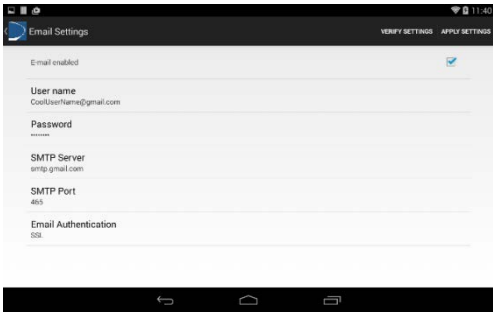 11:40
Email Settings
VERIFY SETTINGS APPLY SETTINGS
E-mail enabled
User name
CoolUserName@gmail.com
Password
••••••••
SMTP Server
smtp.gmail.com
SMTP Port
465
Email Authentication
SSL